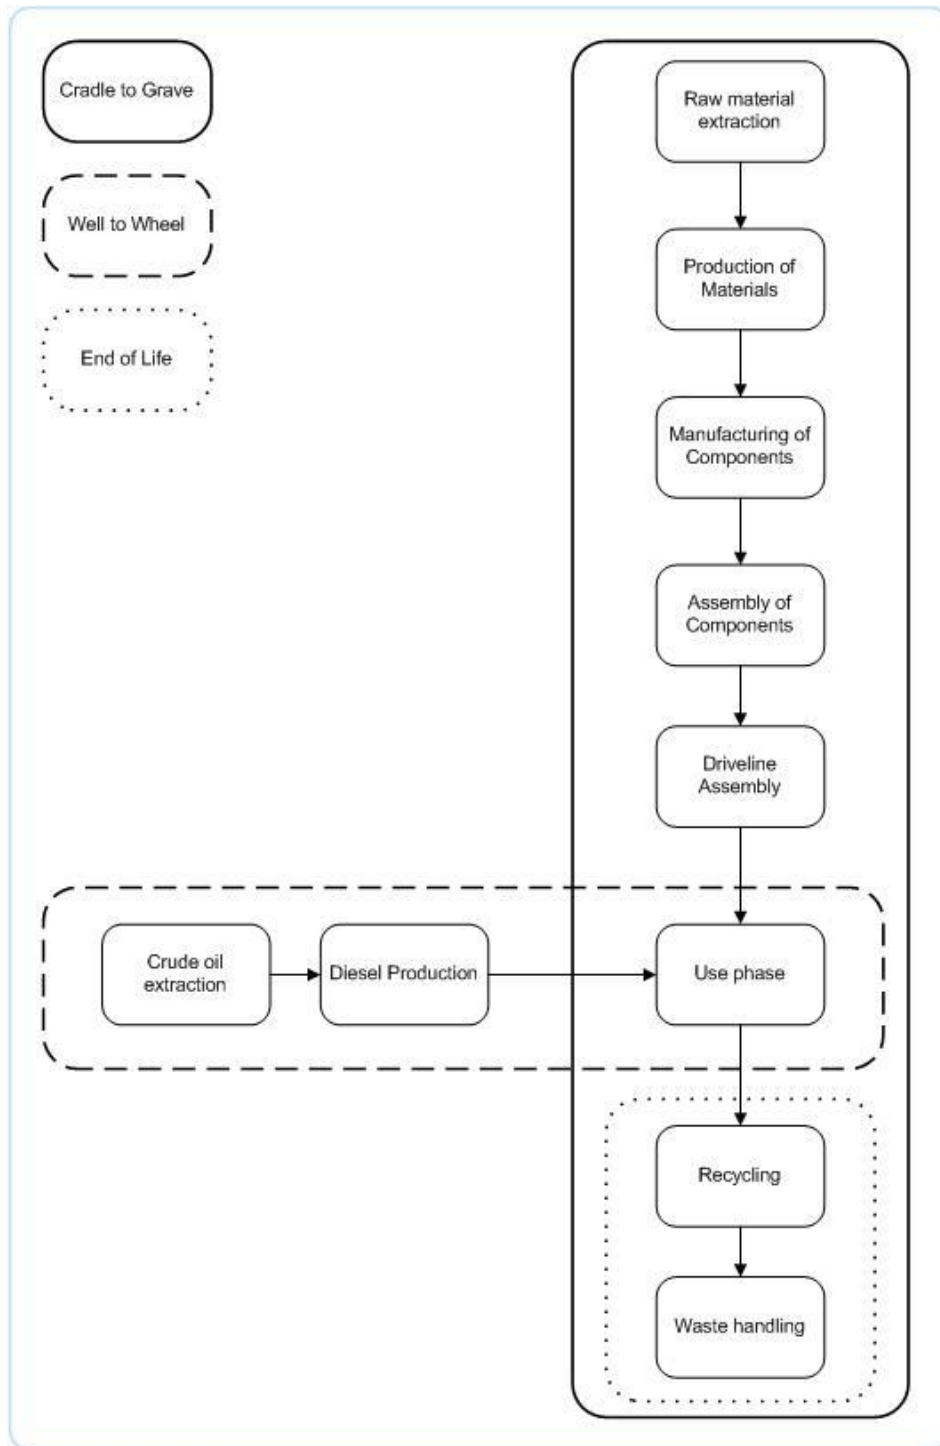 Cradle to Grave
Well to Wheel
End of Life
Raw material
extraction
Production of
Materials
Manufacturing of
Components
Assembly of
Components
Driveline
Assembly
Crude oil
extraction
Diesel Production
Use phase
Recycling
Waste handling